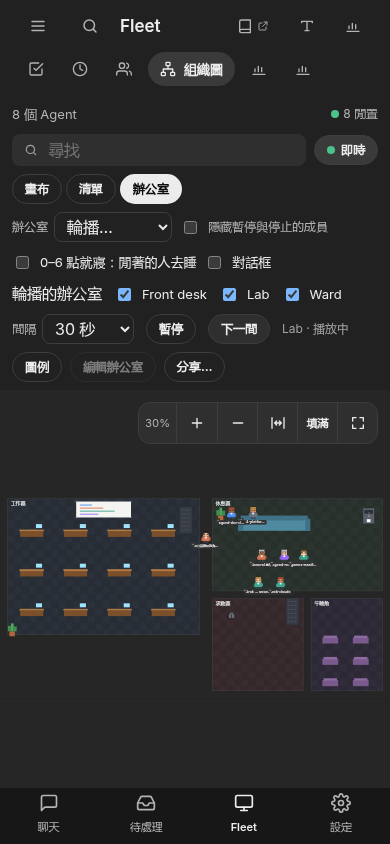 Fleet
組織圖
8 個 Agent
8 閒置
尋找
即時
畫布
清單
辦公室
辦公室
輪播...
隱藏暫停與停止的成員
0–6 點就寢：閒著的人去睡
對話框
輪播的辦公室
Front desk
Lab
Ward
間隔
30 秒
暫停
下一間
Lab · 播放中
圖例
編輯辦公室
分享...
30%
填滿
工作區
休息區
午睡角
聊天
待處理
Fleet
設定